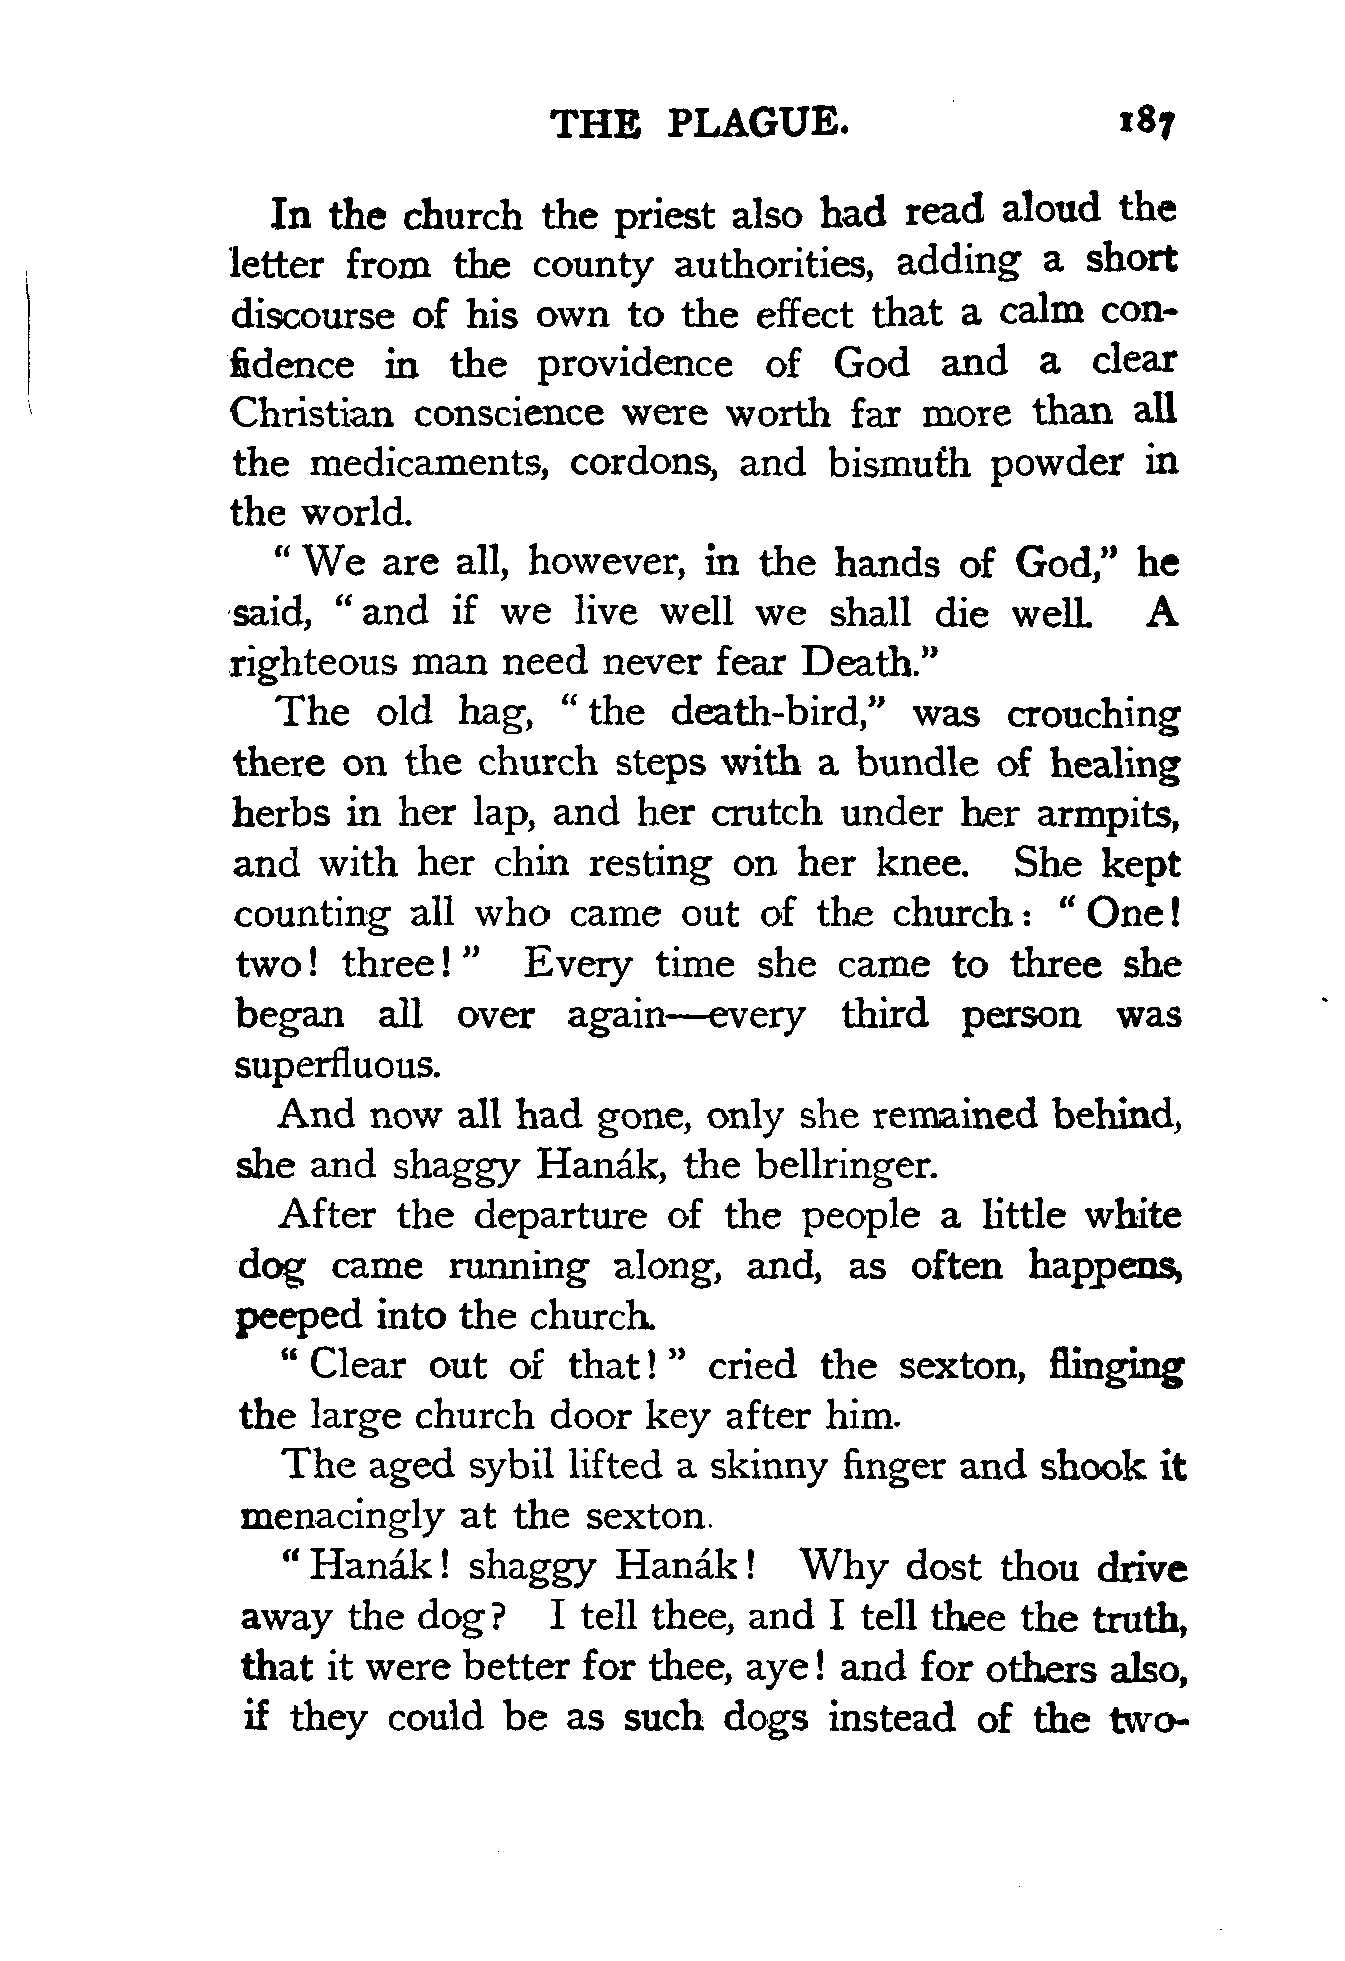 THE PLAGUE. 187
In the church the priest also had read aloud the
letter from the county authorities, adding a short
discourse of his own to the effect that a calm con-
fidence in the providence of God and a clear
Christian conscience were worth far more than all
the medicaments, cordons, and bismuth powder in
the world.
“ We are all, however, in the hands of God,” he
said, “ and if we live well we shall die well. A
righteous man need never fear Death.”
The old hag, “ the death-bird,” was crouching
there on the church steps with a bundle of healing
herbs in her lap, and her crutch under her armpits,
and with her chin resting on her knee. She kept
counting all who came out of the church : “ One !
two ! three ! ” Every time she came to three she
began all over again—every third person was
superfluous.
And now all had gone, only she remained behind,
she and shaggy Hanák, the bellringer.
After the departure of the people a little white
dog came running along, and, as often happens,
peeped into the church.
“ Clear out of that ! ” cried the sexton, flinging
the large church door key after him.
The aged sybil lifted a skinny finger and shook it
menacingly at the sexton.
“ Hanák ! shaggy Hanák ! Why dost thou drive
away the dog ? I tell thee, and I tell thee the truth,
that it were better for thee, aye ! and for others also,
if they could be as such dogs instead of the two-